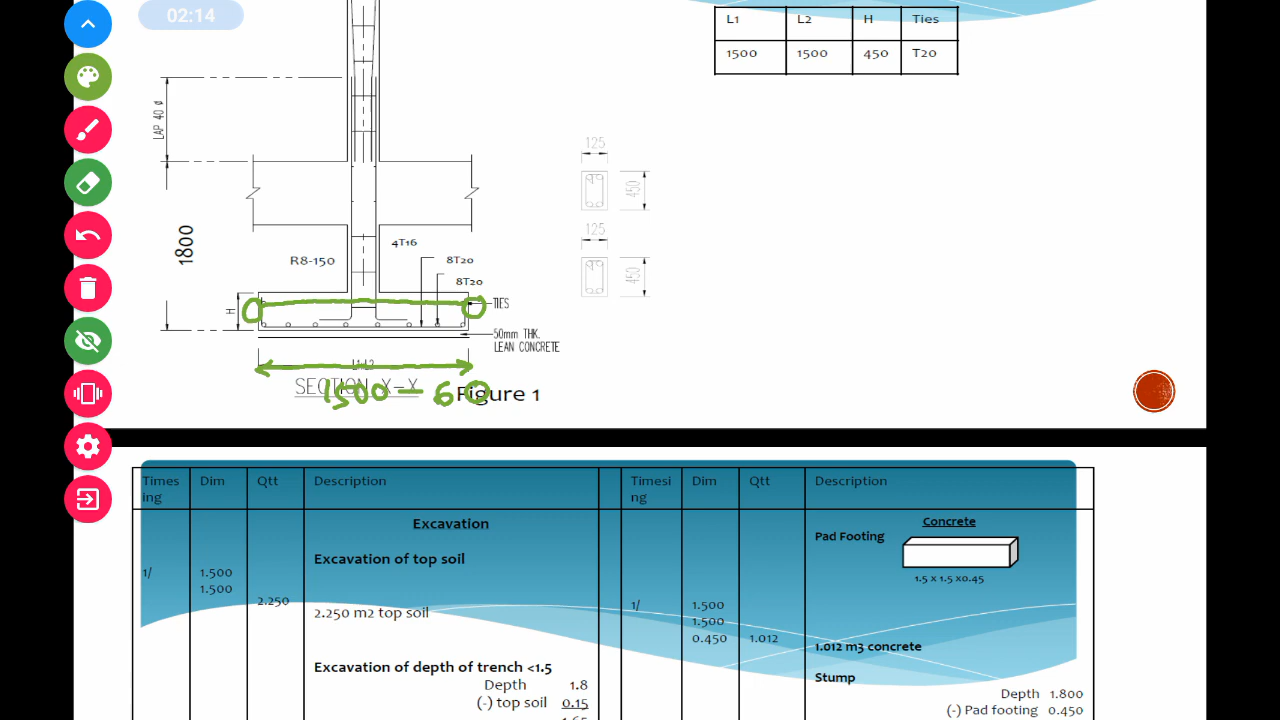 02:14
L1 L2 H Ties
1500 1500 450 T20
LAP 40 ø
125
450
1800
125
450
4T16
R8-150
8T20
8T20
H
TIES
50mm THK.
LEAN CONCRETE
L1,L2
SECTION X-X
1500 - 60
Figure 1
Times Dim Qtt Description Timesi Dim Qtt Description
ing ng
Excavation Concrete
Pad Footing
Excavation of top soil
1.5 x 1.5 x0.45
1/ 1.500
1.500
2.250
2.250 m2 top soil
1/ 1.500
1.500
0.450 1.012
1.012 m3 concrete
Excavation of depth of trench <1.5
Stump
Depth 1.8
(-) top soil 0.15
1.65
Depth 1.800
(-) Pad footing 0.450